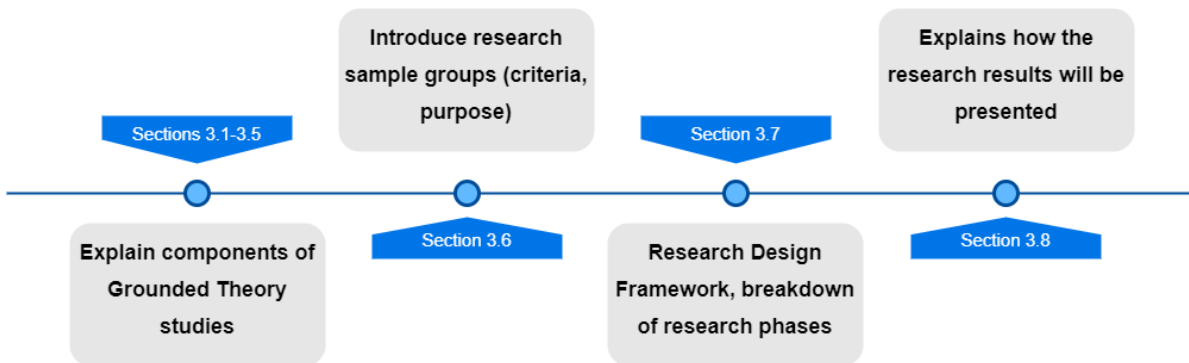 Sections 3.1-3.5
Explain components of
Grounded Theory
studies
Introduce research
sample groups (criteria,
purpose)
Section 3.6
Section 3.7
Research Design
Framework, breakdown
of research phases
Explains how the
research results will be
presented
Section 3.8